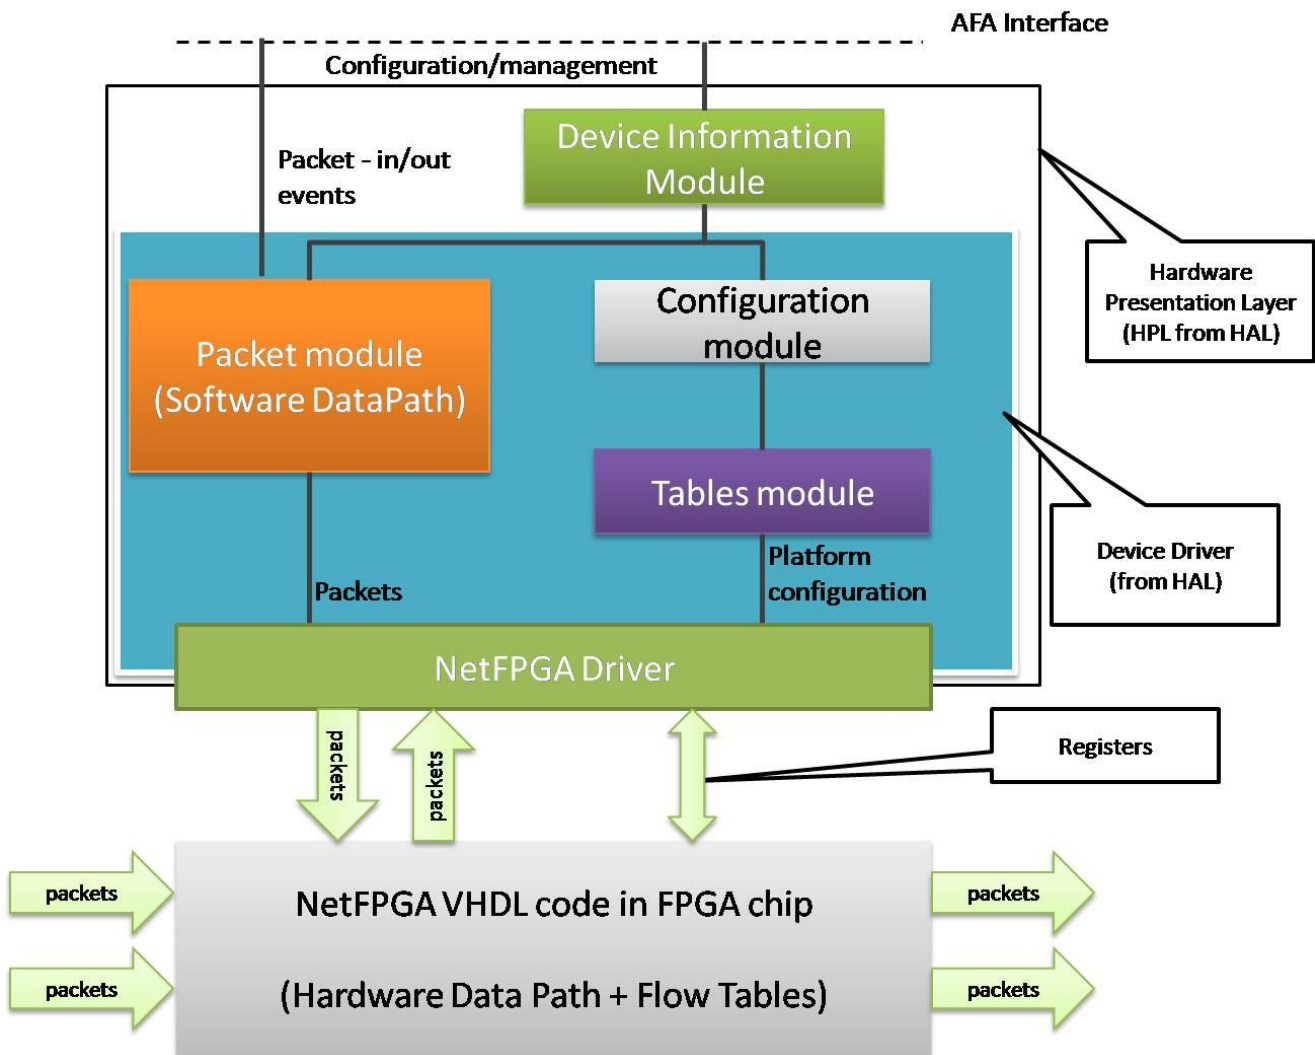 AFA Interface
Configuration/management
Device Information
Module
Packet - in/out
events
Hardware
Presentation Layer
(HPL from HAL)
Packet module
(Software DataPath)
Configuration
module
Tables module
Device Driver
(from HAL)
Packets
Platform
configuration
NetFPGA Driver
packets
packets
Registers
packets
NetFPGA VHDL code in FPGA chip
packets
packets
(Hardware Data Path + Flow Tables)
packets